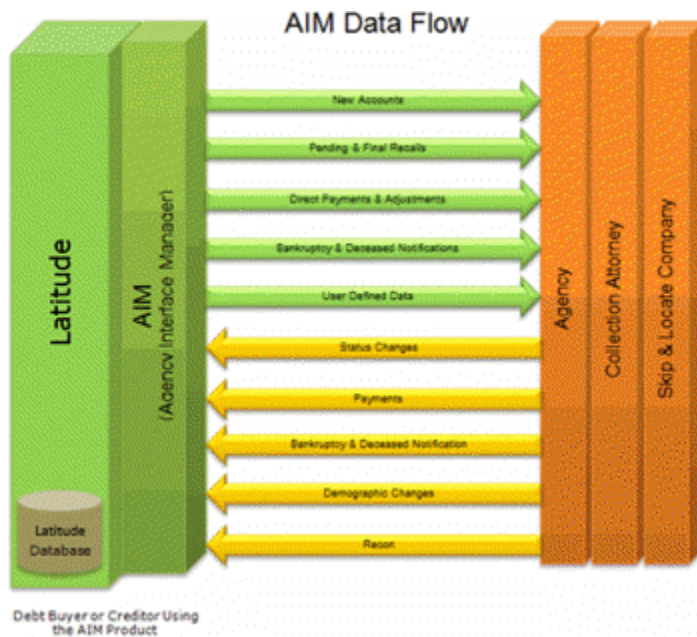 AIM Data Flow
Latitude
AIM
(Agency Interface Manager)
New Accounts
Pending & Final Recalls
Direct Payments & Adjustments
Bankruptcy & Deceased Notifications
User Defined Data
Status Changes
Payments
Bankruptcy & Deceased Notification
Demographic Changes
Recon
Agency
Collection Attorney
Skip & Locate Company
Latitude
Database
Debt Buyer or Creditor Using
the AIM Product